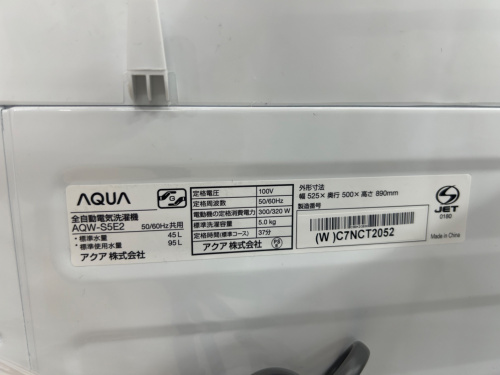 AQUA
全自動電気洗濯機
AQW-S5E2 50/60Hz共用
・標準水量 45L
・標準使用水量 95L
アクア 株式会社
定格電圧 100V
定格周波数 50/60Hz
電動機の定格消費電力 300/320 W
標準洗濯容量 5.0 kg
定格時間(標準コース) 37分
アクア 株式会社
外形寸法
幅 525× 奥行 500× 高さ 890mm
製造番号
(W )C7NCT2052
S
JET
0160
Made in China